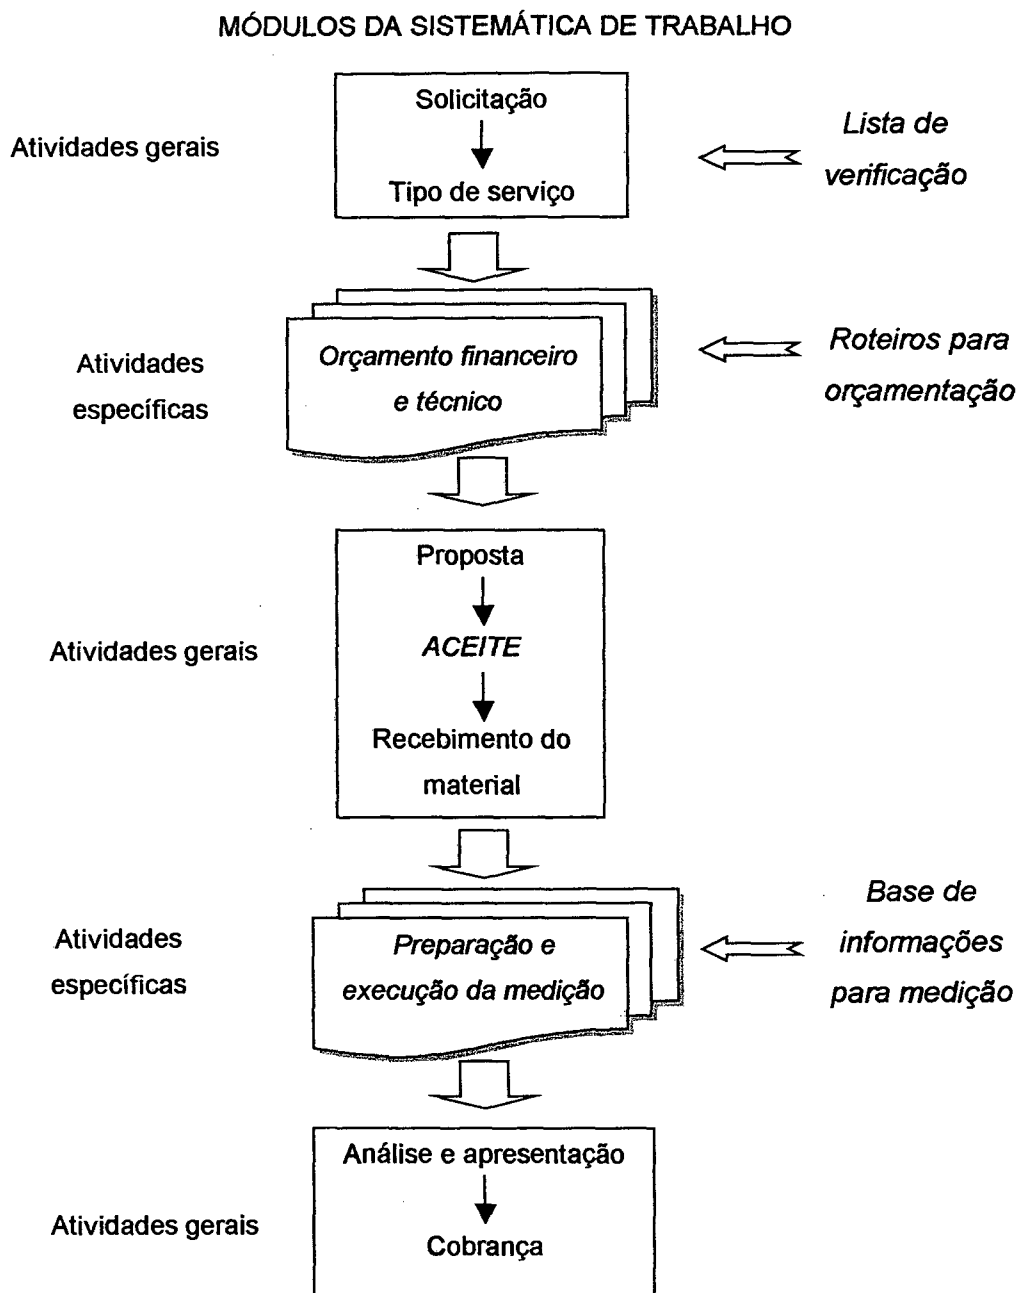 MÓDULOS DA SISTEMÁTICA DE TRABALHO
Solicitação
Atividades gerais
Tipo de serviço
Lista de
verificação
Atividades
específicas
Orçamento financeiro
e técnico
Roteiros para
orçamentação
Atividades gerais
Proposta
ACEITE
Recebimento do
material
Atividades
específicas
Preparação e
execução da medição
Base de
informações
para medição
Atividades gerais
Análise e apresentação
Cobrança